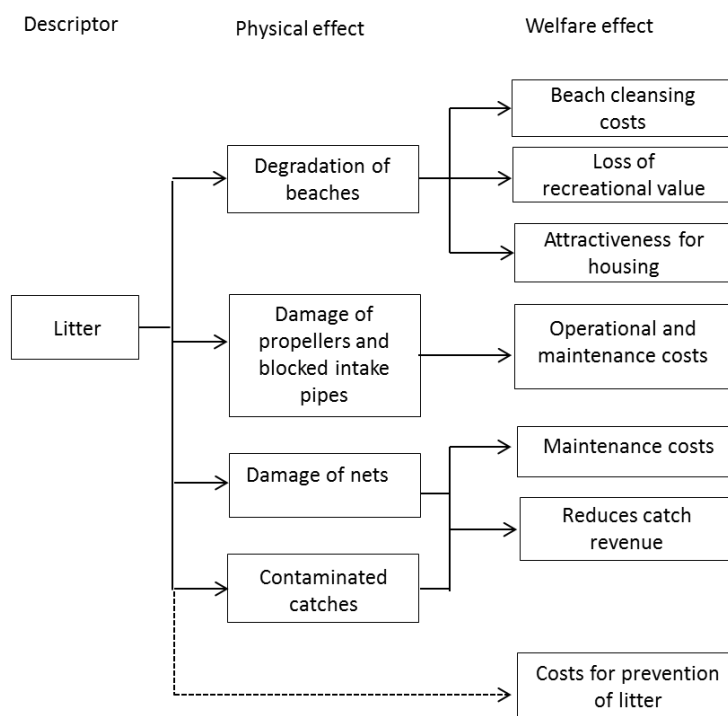 Descriptor
Physical effect
Welfare effect
Beach cleansing
costs
Degradation of
beaches
Loss of
recreational value
Attractiveness for
housing
Litter
Damage of
propellers and
blocked intake
pipes
Operational and
maintenance costs
Damage of nets
Maintenance costs
Reduces catch
revenue
Contaminated
catches
Costs for prevention
of litter